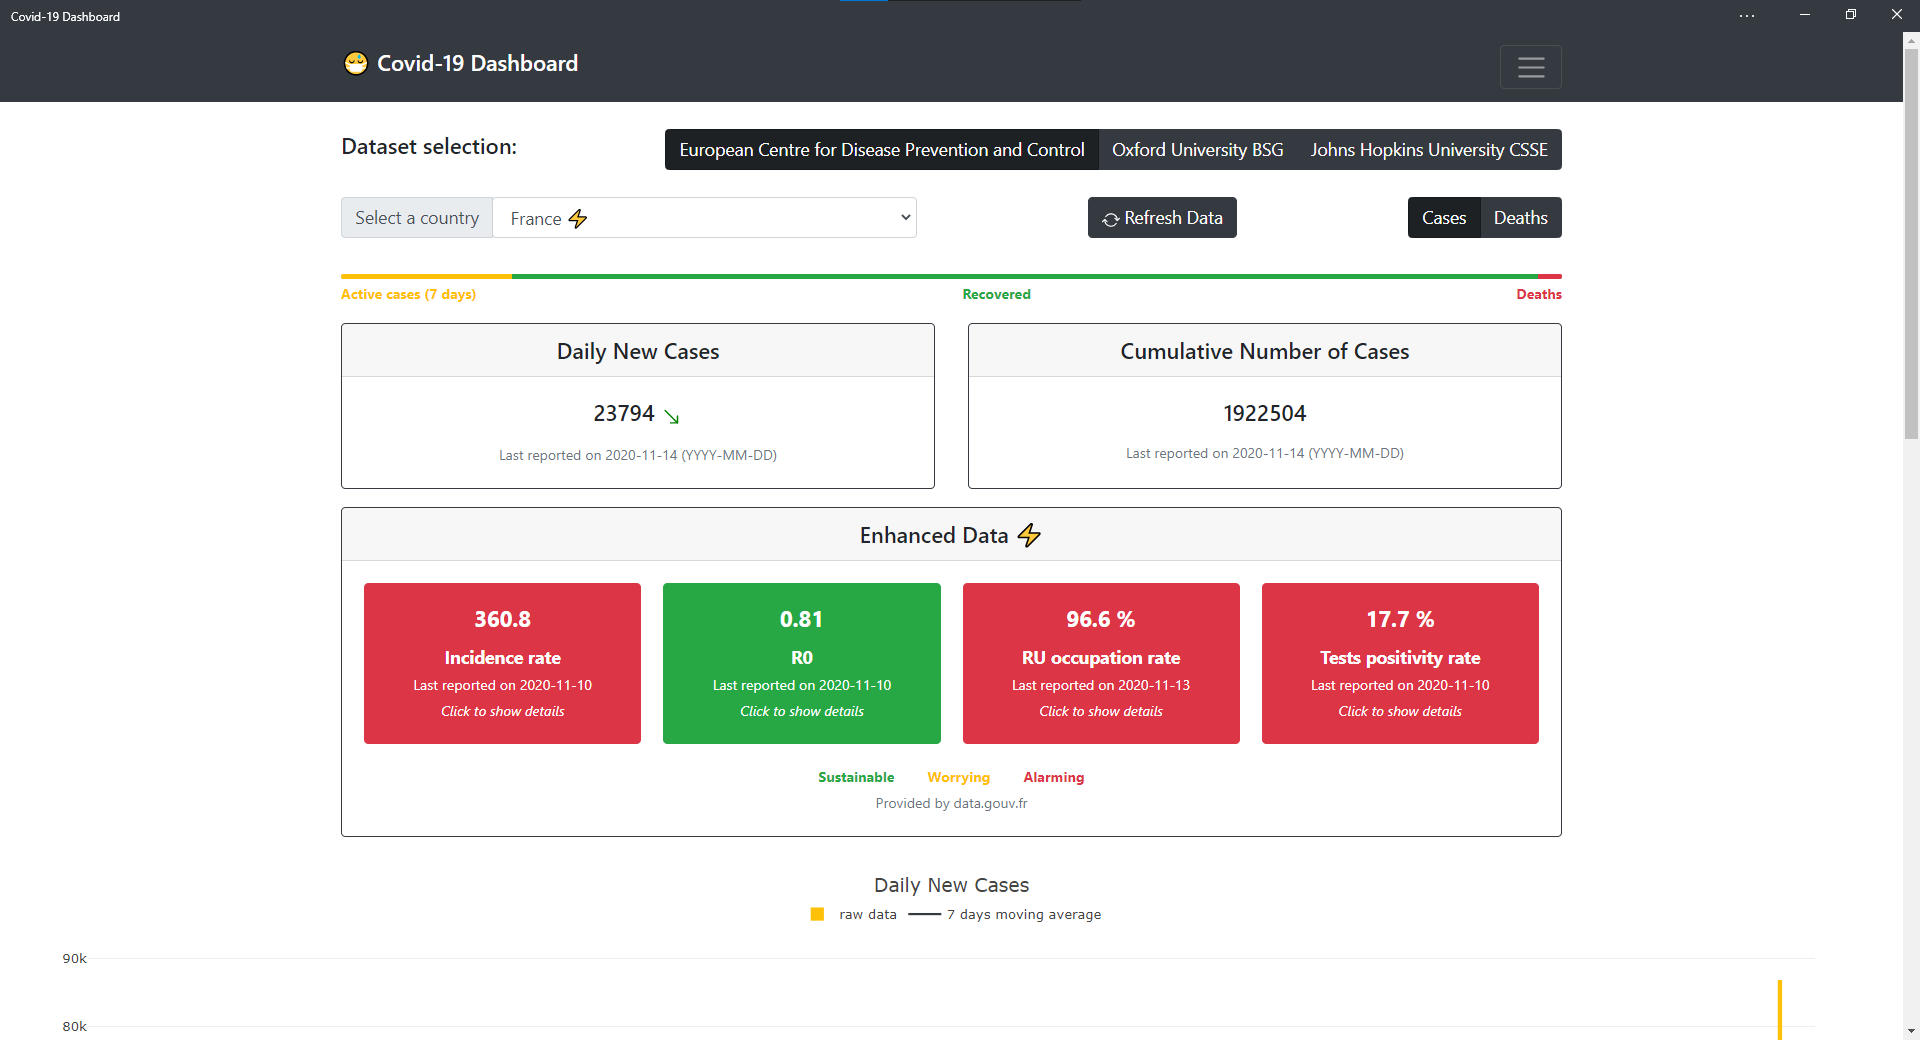 Covid-19 Dashboard
Covid-19 Dashboard
Dataset selection:
European Centre for Disease Prevention and Control
Oxford University BSG
Johns Hopkins University CSSE
Select a country
France
Refresh Data
Cases
Deaths
Active cases (7 days)
Recovered
Deaths
Daily New Cases
23794
Last reported on 2020-11-14 (YYYY-MM-DD)
Cumulative Number of Cases
1922504
Last reported on 2020-11-14 (YYYY-MM-DD)
Enhanced Data
360.8
Incidence rate
Last reported on 2020-11-10
Click to show details
0.81
R0
Last reported on 2020-11-10
Click to show details
96.6 %
RU occupation rate
Last reported on 2020-11-13
Click to show details
17.7 %
Tests positivity rate
Last reported on 2020-11-10
Click to show details
Sustainable
Worrying
Alarming
Provided by data.gouv.fr
Daily New Cases
raw data
7 days moving average
90k
80k